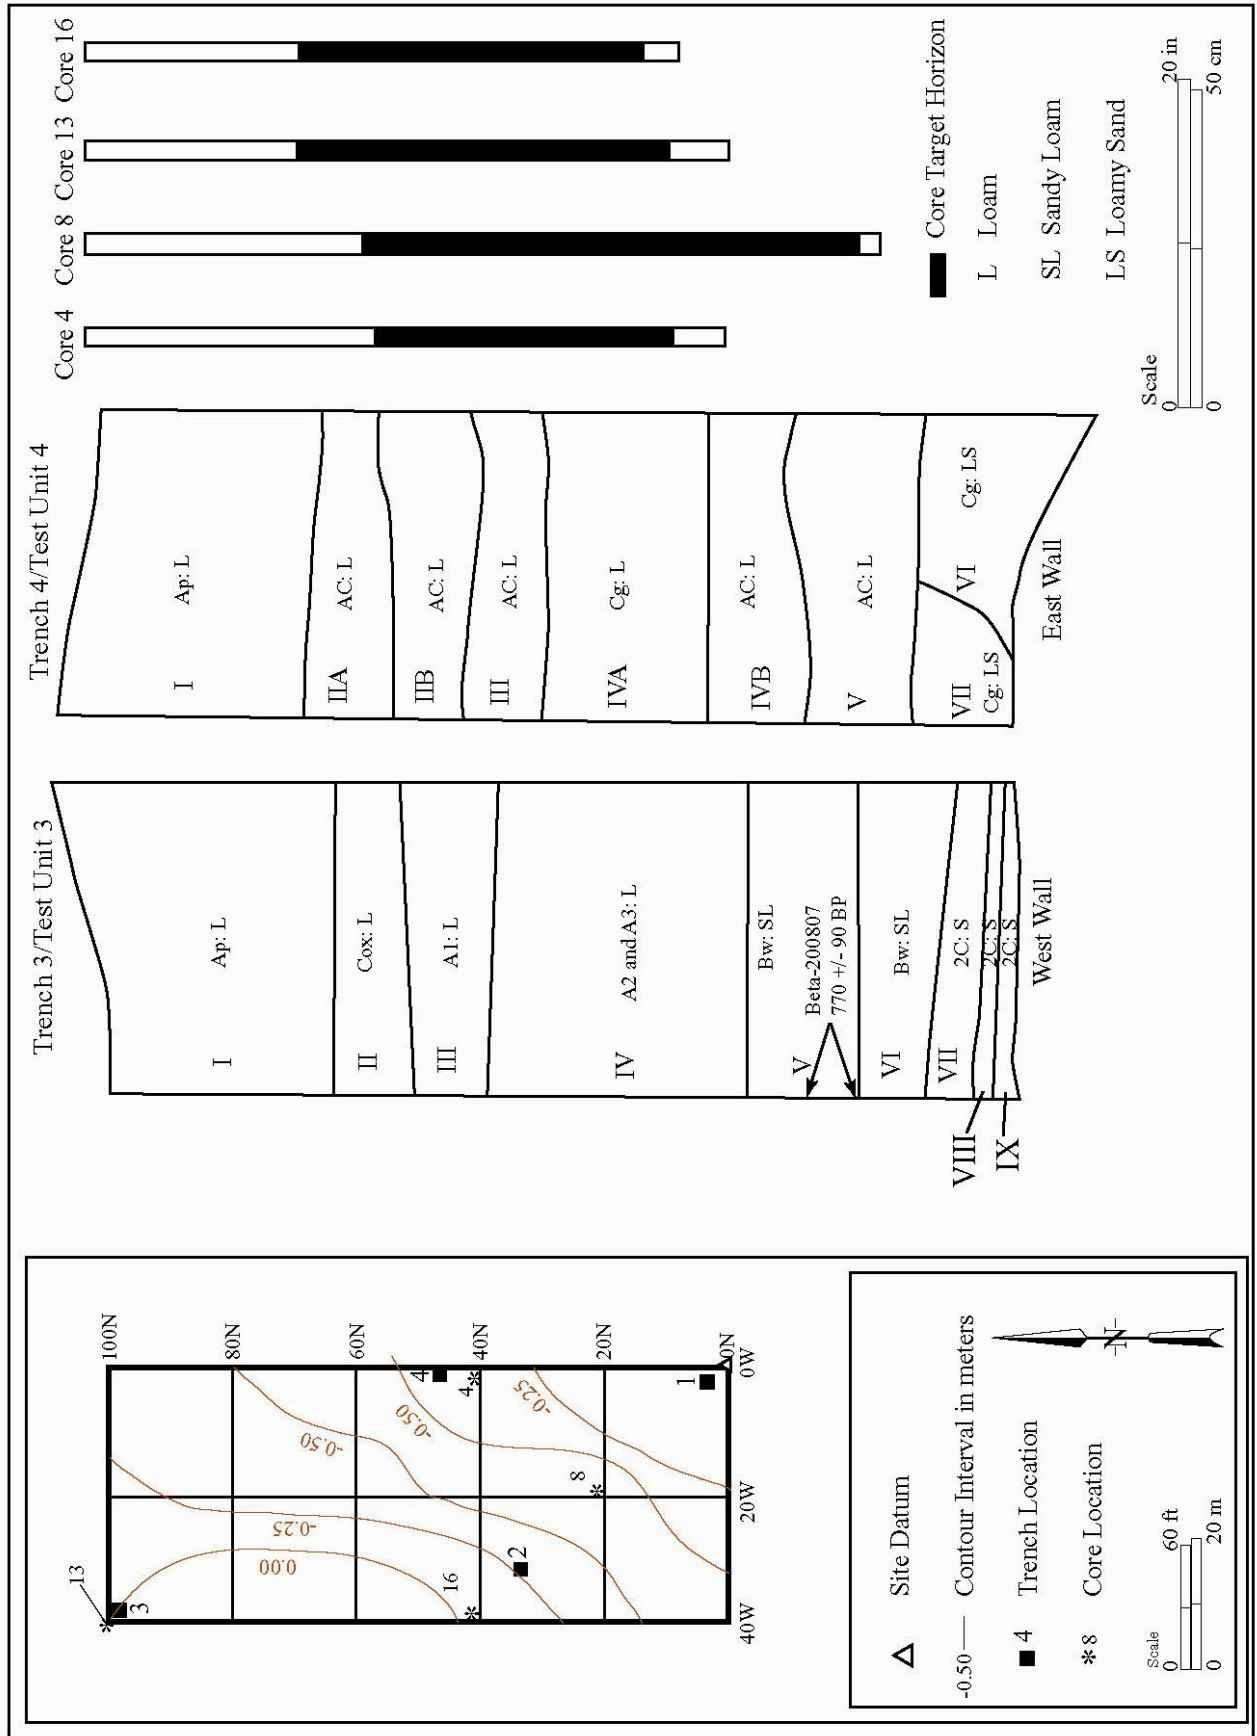 Trench 3/Test Unit 3
I
Ap: L
II
Cox: L
III
A1: L
IV
A2 and A3: L
V
Bw: SL
Beta-200807
770 +/- 90 BP
VI
Bw: SL
VII
2C: S
VIII
2C: S
IX
2C: S
West Wall
Trench 4/Test Unit 4
I
Ap: L
IIA
AC: L
IIB
AC: L
III
AC: L
IVA
Cg: L
IVB
AC: L
V
AC: L
VI
Cg: LS
VII
Cg: LS
East Wall
Core 4
Core 8
Core 13
Core 16
Core Target Horizon
L Loam
SL Sandy Loam
LS Loamy Sand
Scale
0 20 in
0 50 cm
13
3
100N
80N
60N
40N
20N
0N
40W
20W
0W
0.00
-0.25
-0.50
-0.50
-0.25
16
2
8
4
4
1
Site Datum
-0.50 Contour Interval in meters
4 Trench Location
*8 Core Location
N
Scale
0 60 ft
0 20 m